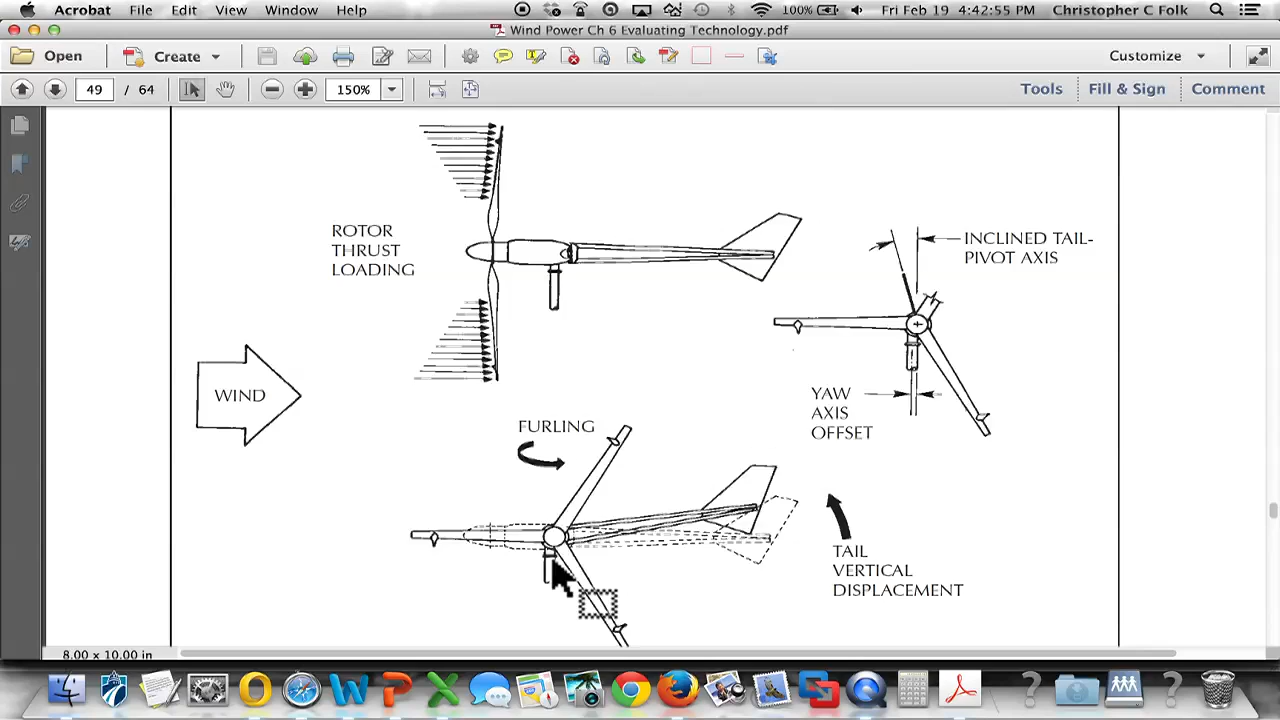 Acrobat File Edit View Window Help 100% Fri Feb 19 4:42:55 PM Christopher C Folk
Wind Power Ch 6 Evaluating Technology.pdf
Open Create Customize
49 / 64 150% Tools Fill & Sign Comment
ROTOR
THRUST
LOADING
INCLINED TAIL-
PIVOT AXIS
WIND
YAW
AXIS
OFFSET
FURLING
TAIL
VERTICAL
DISPLACEMENT
8.00 x 10.00 in